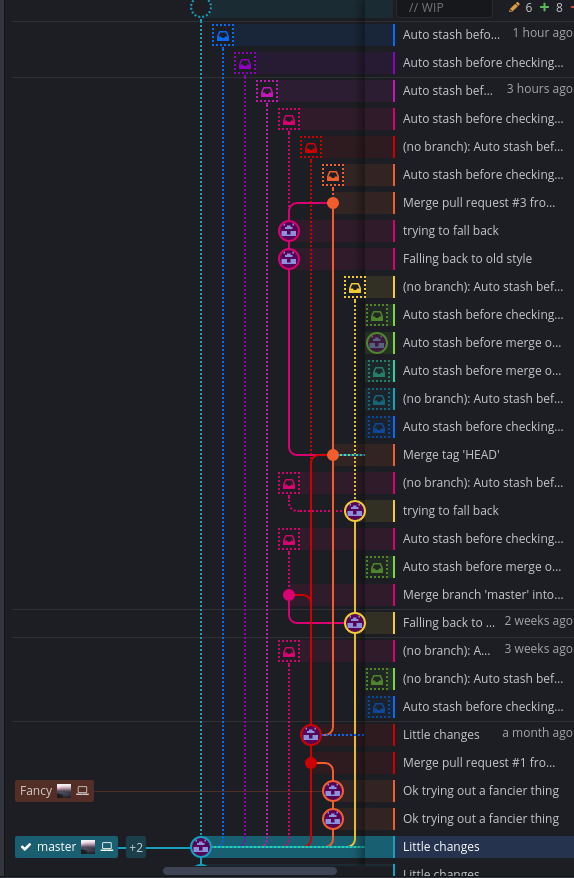 // WIP 6 + 8 -
Auto stash befo... 1 hour ago
Auto stash before checking...
Auto stash bef... 3 hours ago
Auto stash before checking...
(no branch): Auto stash bef...
Auto stash before checking...
Merge pull request #3 fro...
trying to fall back
Falling back to old style
(no branch): Auto stash bef...
Auto stash before checking...
Auto stash before merge o...
Auto stash before merge o...
(no branch): Auto stash bef...
Auto stash before checking...
Merge tag 'HEAD'
(no branch): Auto stash bef...
trying to fall back
Auto stash before checking...
Auto stash before merge o...
Merge branch 'master' into...
Falling back to ... 2 weeks ago
(no branch): A... 3 weeks ago
(no branch): Auto stash bef...
Auto stash before checking...
Little changes a month ago
Merge pull request #1 fro...
Fancy Ok trying out a fancier thing
Ok trying out a fancier thing
master +2 Little changes
Little changes